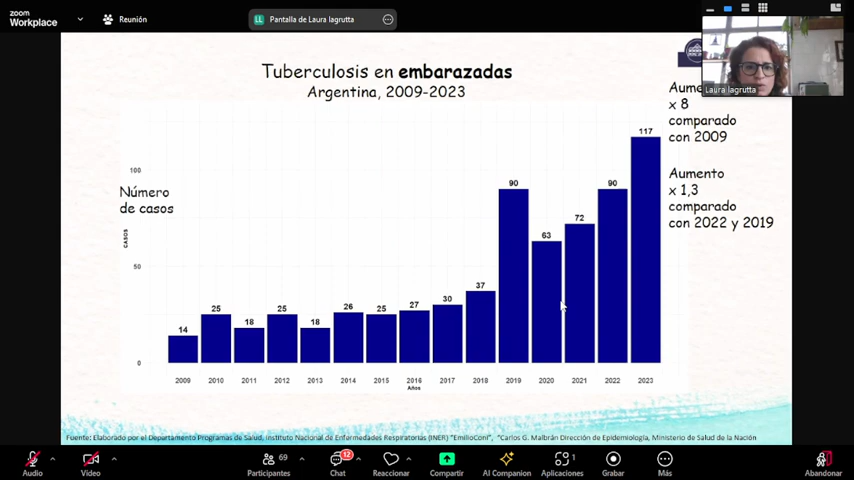 zoom
Workplace
Reunión
LL
Pantalla de Laura lagrutta
Laura lagrutta
Tuberculosis en embarazadas
Argentina, 2009-2023
x 8
comparado
con 2009
Aumento
x 1,3
comparado
con 2022 y 2019
Número
de casos
CASOS
100
50
0
14
25
18
25
18
26
25
27
30
37
90
63
72
90
117
2009
2010
2011
2012
2013
2014
2015
2016
2017
2018
2019
2020
2021
2022
2023
Años
Fuente: Elaborado por el Departamento Programas de Salud. Instituto Nacional de Enfermedades Respiratorias (INER) "EmilioConi", "Carlos G. Malbrán Dirección de Epidemiología, Ministerio de Salud de la Nación
Audio
Video
69
Participantes
12
Chat
Reaccionar
Compartir
AI Companion
1
Aplicaciones
Grabar
Más
Abandonar